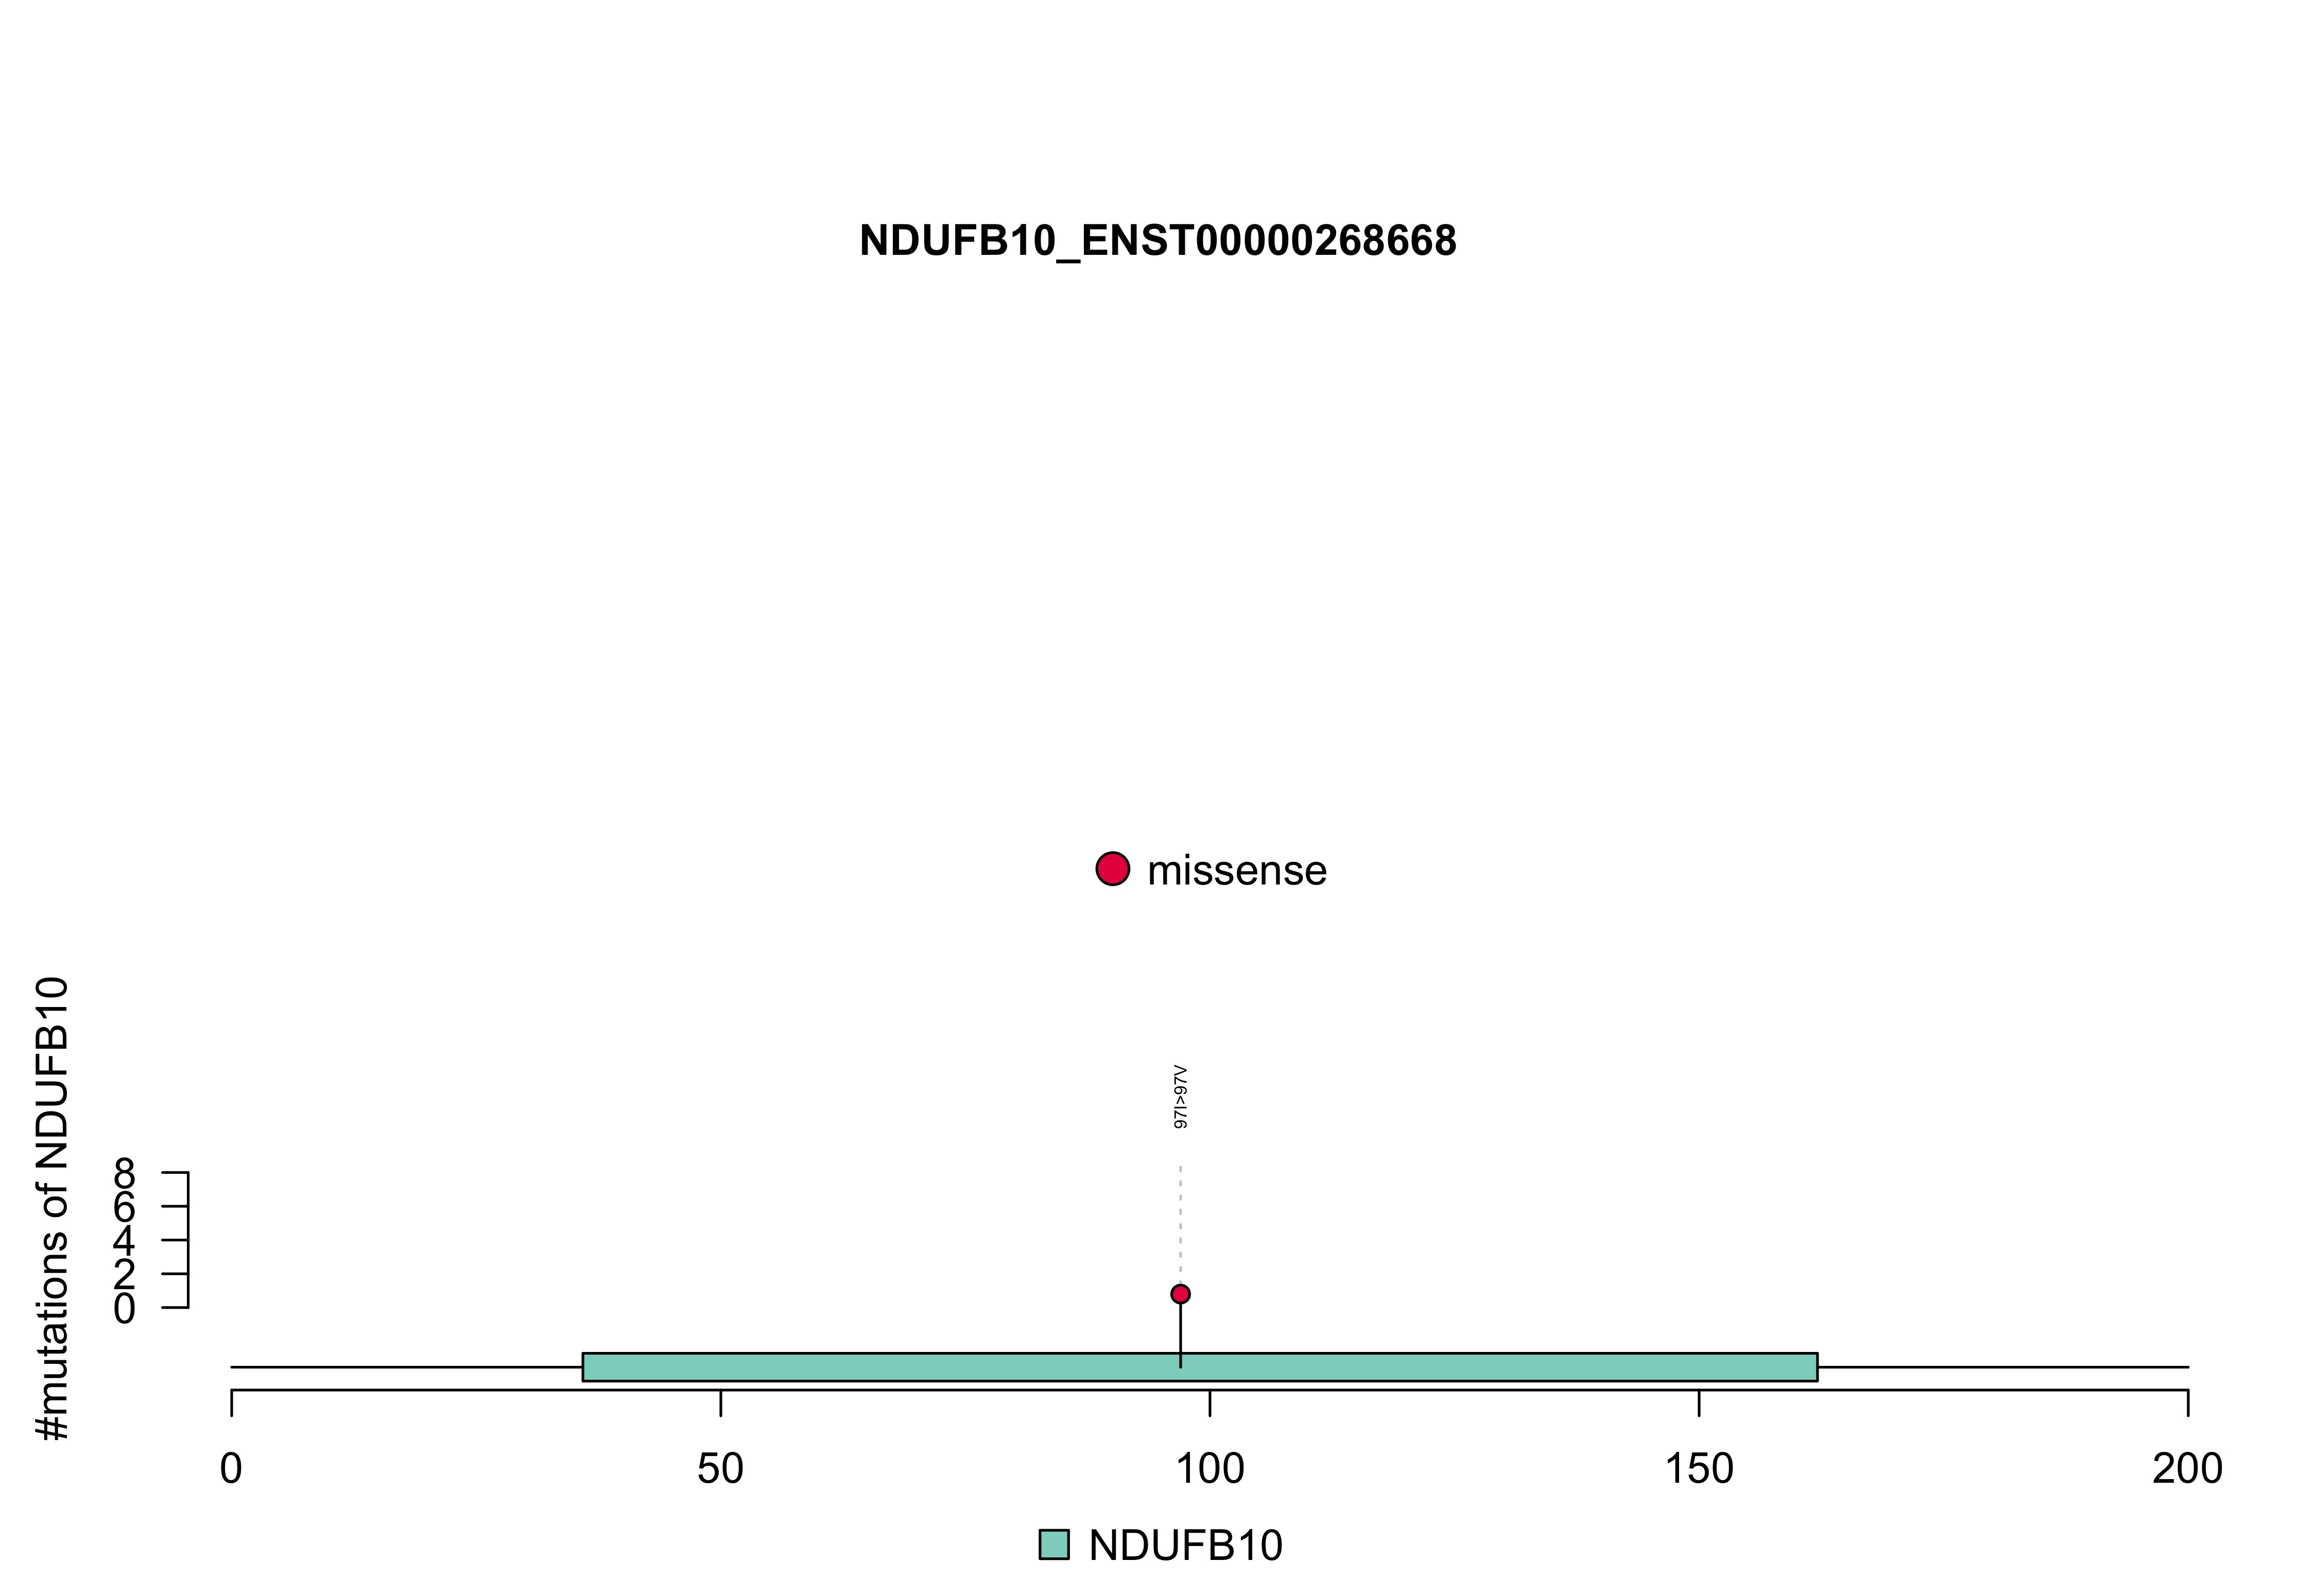 NDUFB10_ENST00000268668
missense
#mutations of NDUFB10
97I>97V
8
6
4
2
0
0 50 100 150 200
NDUFB10